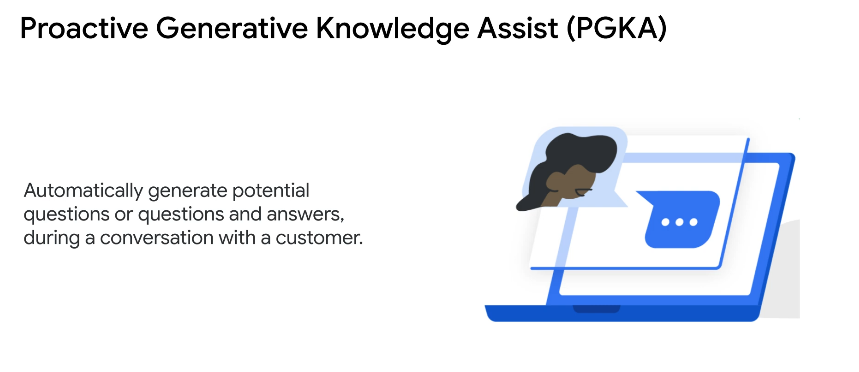 Proactive Generative Knowledge Assist (PGKA)
Automatically generate potential
questions or questions and answers,
during a conversation with a customer.